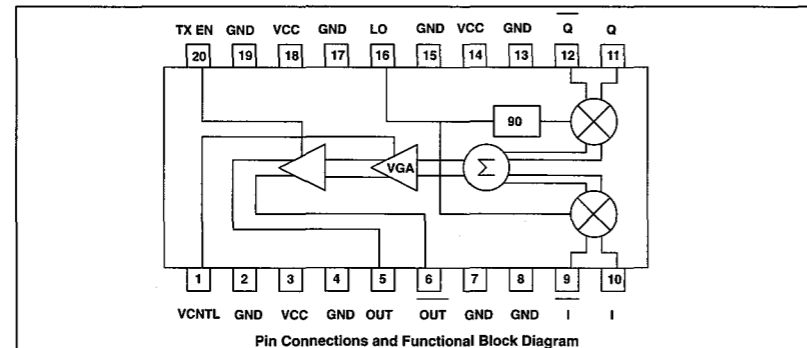 TX EN GND VCC GND LO GND VCC GND Q̅ Q
20 19 18 17 16 15 14 13 12 11
90
VGA
Σ
1 2 3 4 5 6 7 8 9 10
VCNTL GND VCC GND OUT O̅U̅T̅ GND GND I̅ I
Pin Connections and Functional Block Diagram